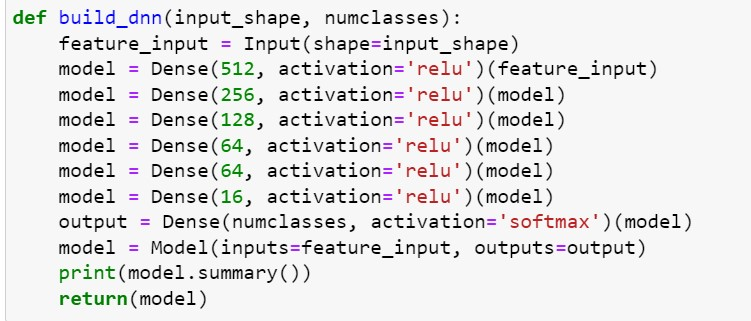 def build_dnn(input_shape, numclasses):
    feature_input = Input(shape=input_shape)
    model = Dense(512, activation='relu')(feature_input)
    model = Dense(256, activation='relu')(model)
    model = Dense(128, activation='relu')(model)
    model = Dense(64, activation='relu')(model)
    model = Dense(64, activation='relu')(model)
    model = Dense(16, activation='relu')(model)
    output = Dense(numclasses, activation='softmax')(model)
    model = Model(inputs=feature_input, outputs=output)
    print(model.summary())
    return(model)